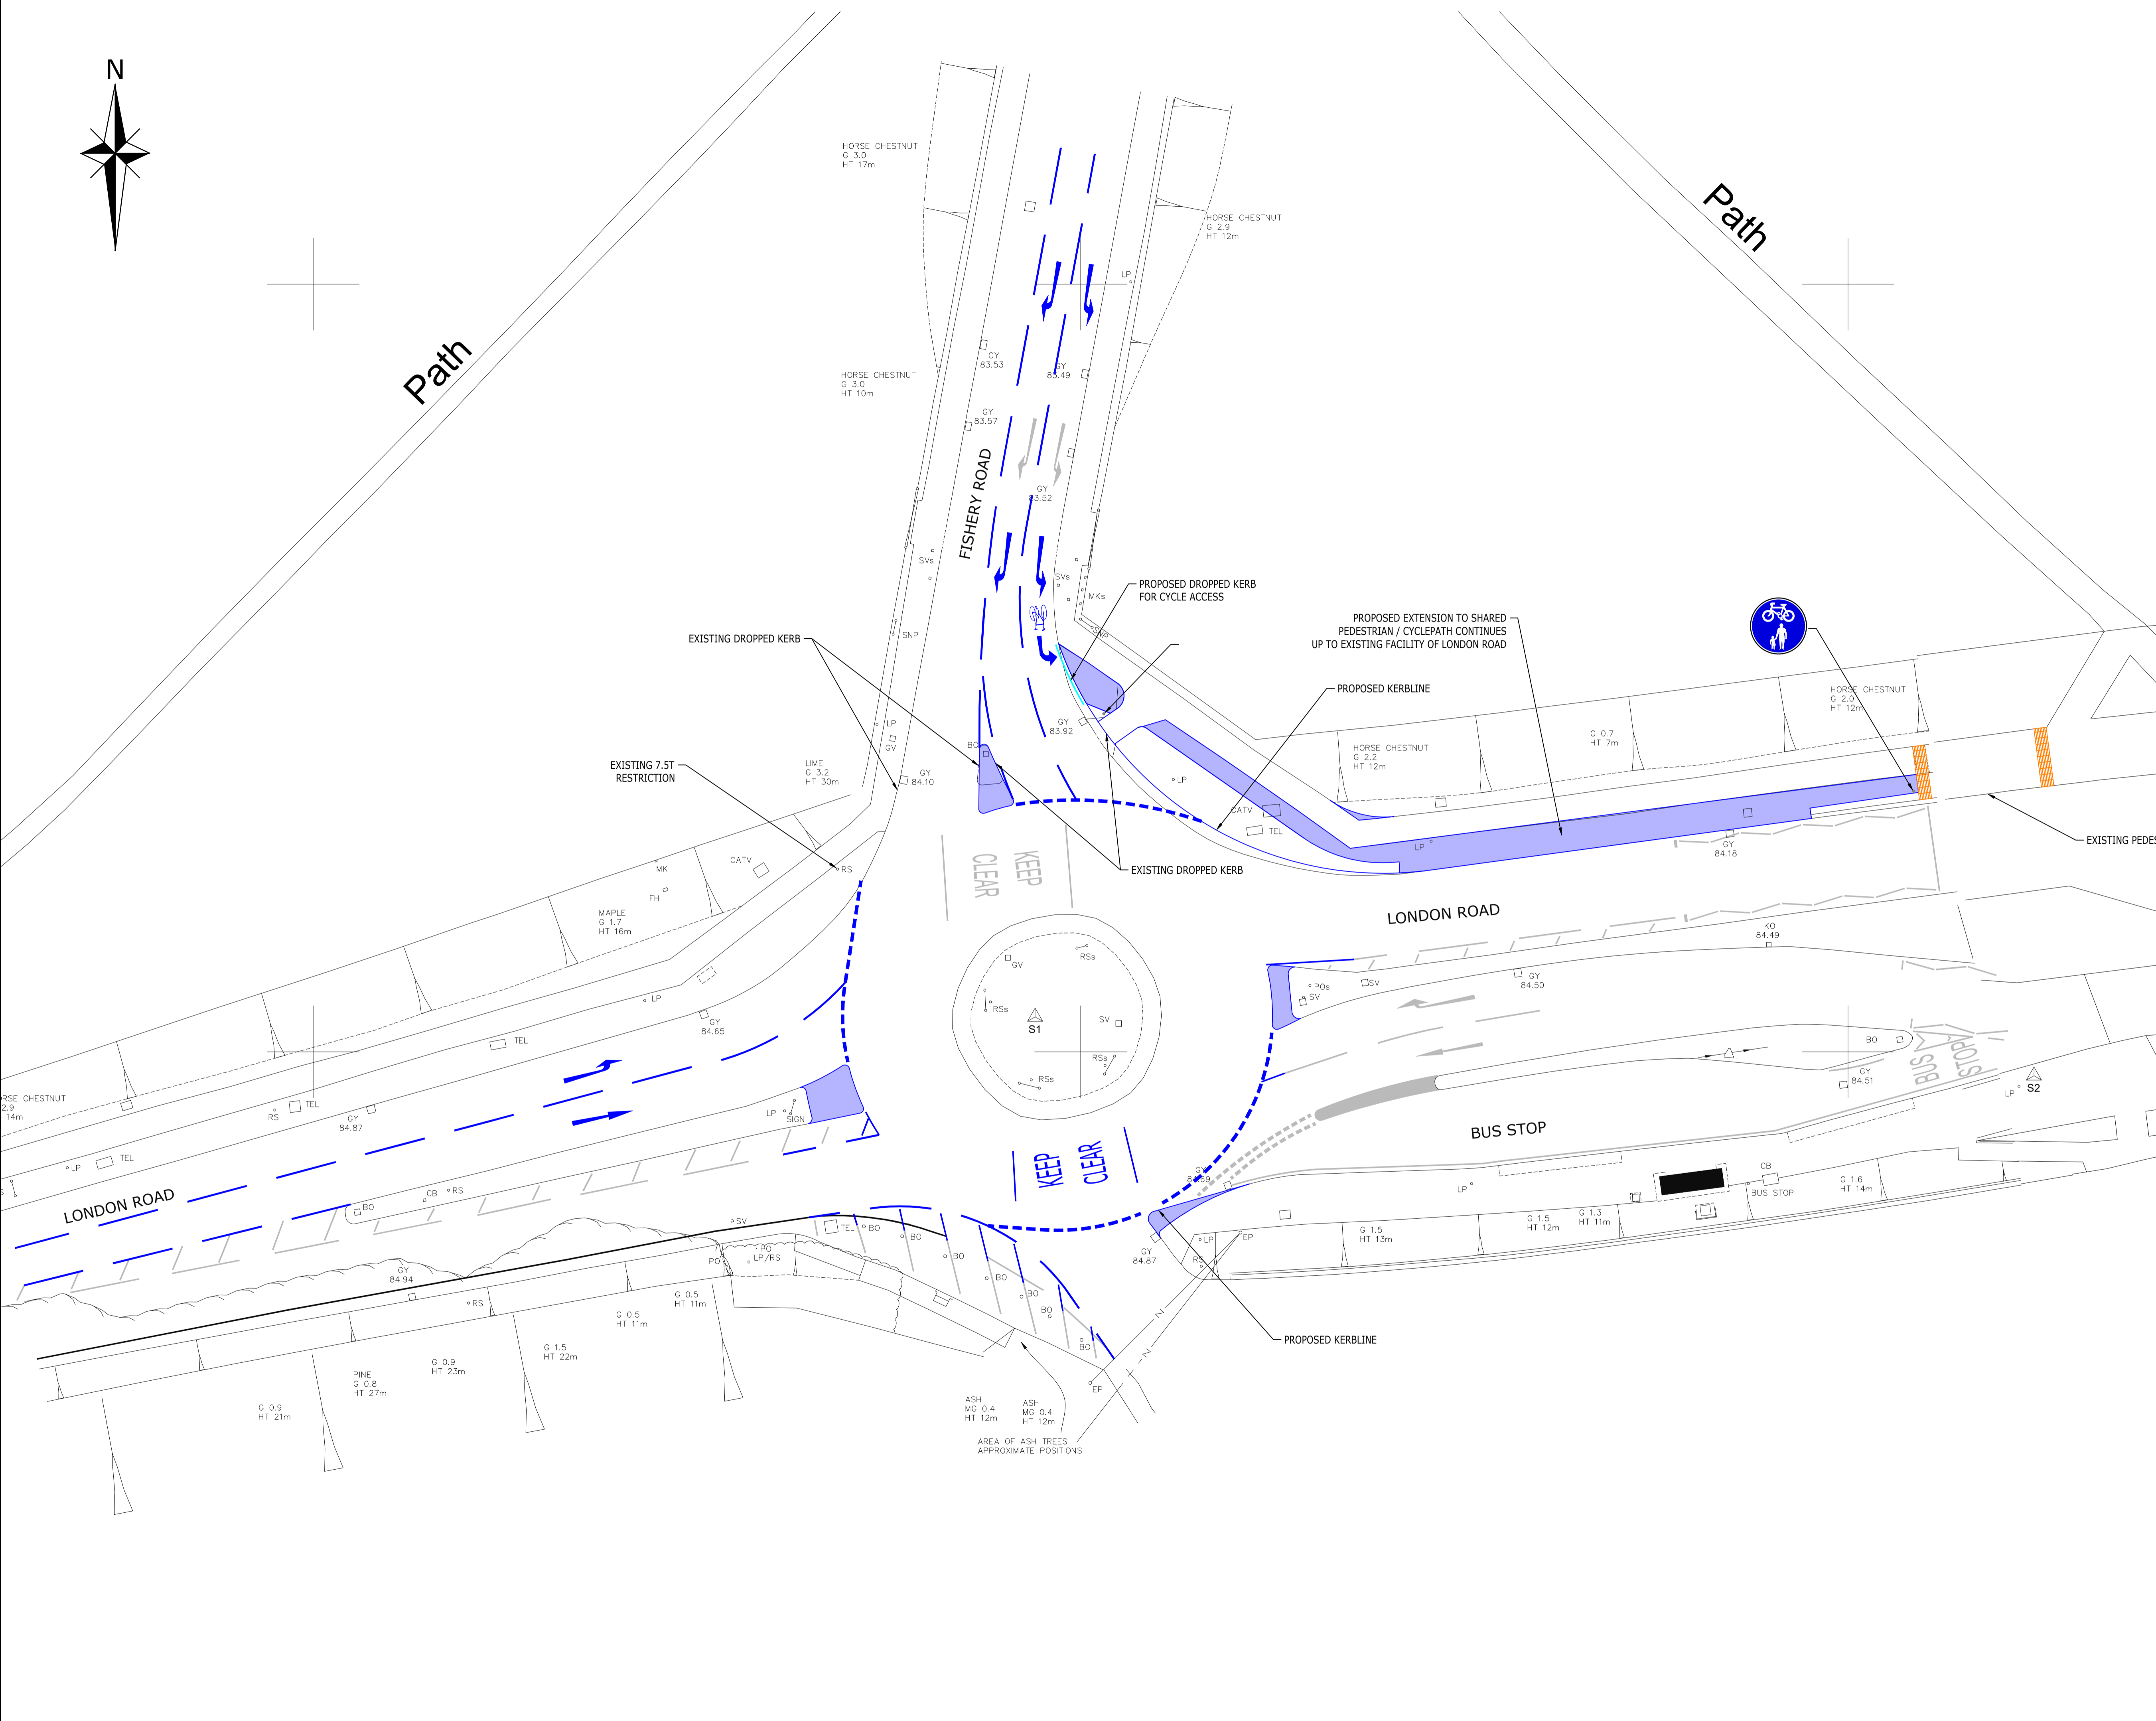 N
HORSE CHESTNUT
G 3.0
HT 17m
Path
HORSE CHESTNUT
G 2.9
HT 12m
LP
Path
GY
83.53
GY
83.49
HORSE CHESTNUT
G 3.0
HT 10m
GY
83.57
FISHERY ROAD
GY
83.52
SVs
SVs
MKs
PROPOSED DROPPED KERB
FOR CYCLE ACCESS
SNP
SNP
EXISTING DROPPED KERB
PROPOSED EXTENSION TO SHARED
PEDESTRIAN / CYCLEPATH CONTINUES
UP TO EXISTING FACILITY OF LONDON ROAD
PROPOSED KERBLINE
HORSE CHESTNUT
G 2.0
HT 12m
LP
GV
GY
83.92
BO
G 0.7
HT 7m
HORSE CHESTNUT
G 2.2
HT 12m
EXISTING 7.5T
RESTRICTION
LIME
G 3.2
HT 30m
GY
84.10
LP
CATV
TEL
LP
GY
84.18
EXISTING PEDES
KEEP
CLEAR
EXISTING DROPPED KERB
CATV
MK
FH
RS
MAPLE
G 1.7
HT 16m
LONDON ROAD
KO
84.49
GV
RSs
RSs
S1
SV
RSs
RSs
POs
SV
SV
GY
84.50
LP
GY
84.65
TEL
BO
GY
84.51
BUS
STOP
S2
LP
RSE CHESTNUT
2.9
14m
RS
TEL
GY
84.87
LP
SIGN
BUS STOP
KEEP
CLEAR
LP
TEL
S
LONDON ROAD
CB
RS
BO
GY
84.69
LP
CB
BUS STOP
G 1.6
HT 14m
SV
TEL
BO
BO
BO
BO
BO
BO
BO
PO
PO
LP/RS
GY
84.94
RS
GY
84.87
LP
RS
EP
G 1.5
HT 13m
G 1.5
HT 12m
G 1.3
HT 11m
G 0.5
HT 11m
G 0.5
HT 11m
G 1.5
HT 22m
G 0.9
HT 23m
PINE
G 0.8
HT 27m
G 0.9
HT 21m
Z
Z
EP
PROPOSED KERBLINE
ASH
MG 0.4
HT 12m
ASH
MG 0.4
HT 12m
AREA OF ASH TREES
APPROXIMATE POSITIONS